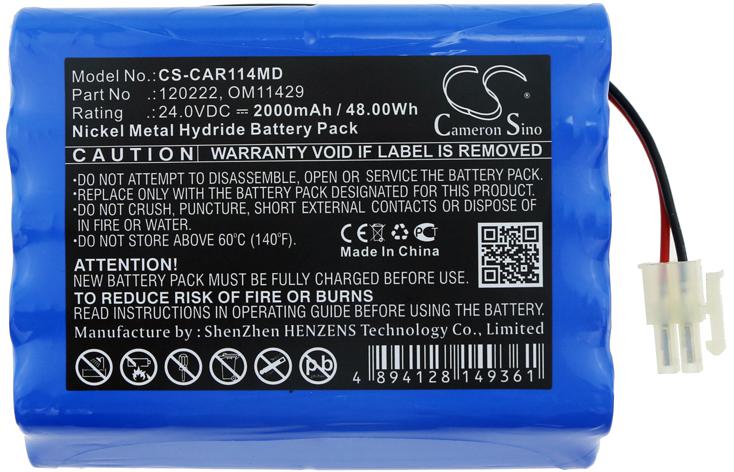 Model No.:CS-CAR114MD
Part No :120222, OM11429
Rating :24.0VDC ⎓ 2000mAh / 48.00Wh
Nickel Metal Hydride Battery Pack
CS
Cameron Sino
CAUTION WARRANTY VOID IF LABEL IS REMOVED
•DO NOT ATTEMPT TO DISASSEMBLE, OPEN OR SERVICE THE BATTERY PACK.
•REPLACE ONLY WITH THE BATTERY PACK DESIGNATED FOR THIS PRODUCT.
•DO NOT CRUSH, PUNCTURE, SHORT EXTERNAL CONTACTS OR DISPOSE OF
IN FIRE OR WATER.
•DO NOT STORE ABOVE 60°C (140°F).
CE
Made In China
ATTENTION!
NEW BATTERY PACK MUST BE FULLY CHARGED BEFORE USE.
TO REDUCE RISK OF FIRE OR BURNS
READ INSTRUCTIONS IN YOUR MANUAL BEFORE USING THE BATTERY.
Manufacture by : ShenZhen HENZENS Technology Co., Limited
4 894128 149361